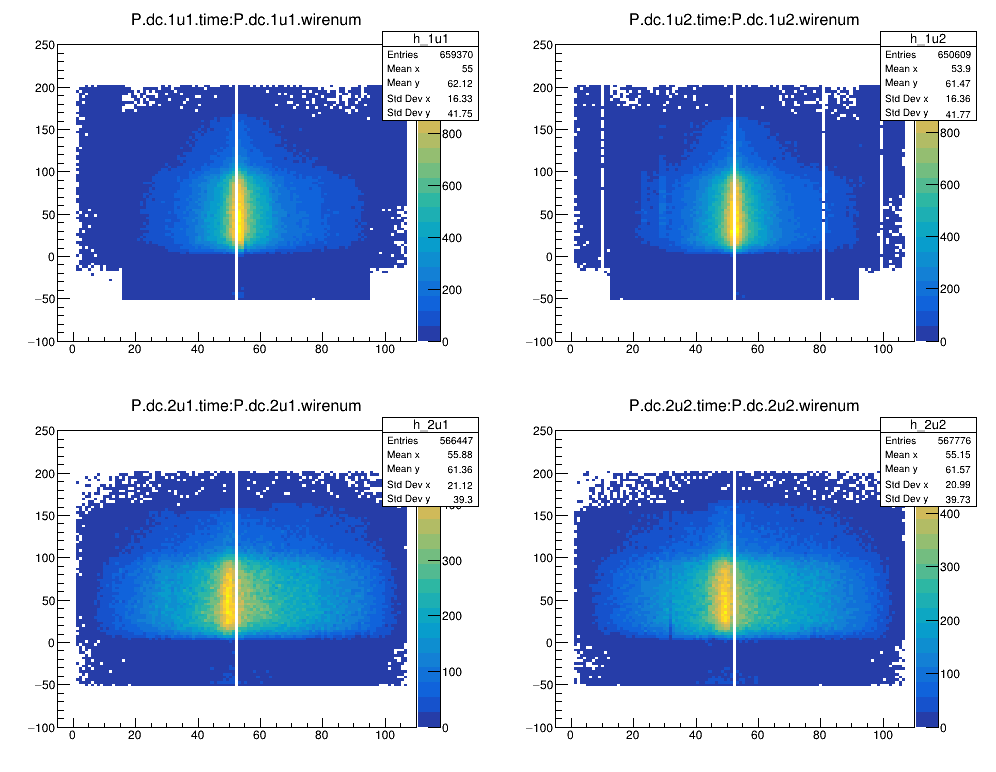 P.dc.1u1.time:P.dc.1u1.wirenum
h_1u1
Entries 659370
Mean x 55
Mean y 62.12
Std Dev x 16.33
Std Dev y 41.75
250
200
150
100
50
0
−50
−100
0 20 40 60 80 100
800
600
400
200
0
P.dc.1u2.time:P.dc.1u2.wirenum
h_1u2
Entries 650609
Mean x 53.9
Mean y 61.47
Std Dev x 16.36
Std Dev y 41.77
250
200
150
100
50
0
−50
−100
0 20 40 60 80 100
800
600
400
200
0
P.dc.2u1.time:P.dc.2u1.wirenum
h_2u1
Entries 566447
Mean x 55.88
Mean y 61.36
Std Dev x 21.12
Std Dev y 39.3
250
200
150
100
50
0
−50
−100
0 20 40 60 80 100
300
200
100
0
P.dc.2u2.time:P.dc.2u2.wirenum
h_2u2
Entries 567776
Mean x 55.15
Mean y 61.57
Std Dev x 20.99
Std Dev y 39.73
250
200
150
100
50
0
−50
−100
0 20 40 60 80 100
400
300
200
100
0